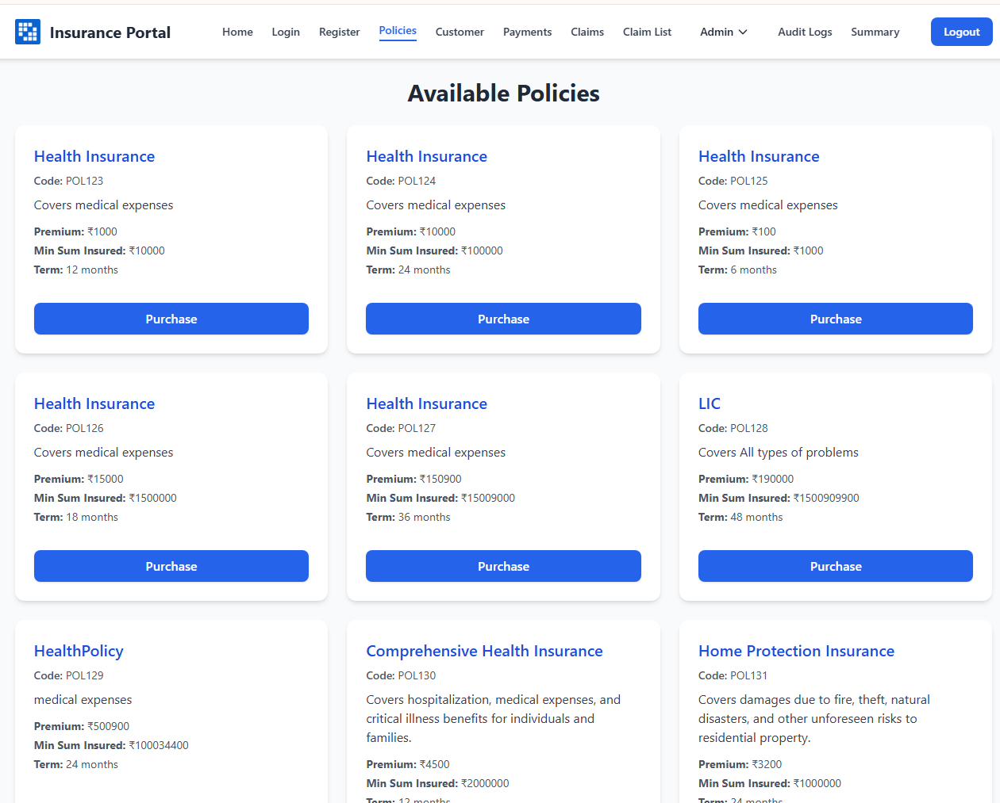 Insurance Portal
Home Login Register Policies Customer Payments Claims Claim List Admin Audit Logs Summary Logout
Available Policies
Health Insurance
Code: POL123
Covers medical expenses
Premium: ₹1000
Min Sum Insured: ₹10000
Term: 12 months
Purchase
Health Insurance
Code: POL124
Covers medical expenses
Premium: ₹10000
Min Sum Insured: ₹100000
Term: 24 months
Purchase
Health Insurance
Code: POL125
Covers medical expenses
Premium: ₹100
Min Sum Insured: ₹1000
Term: 6 months
Purchase
Health Insurance
Code: POL126
Covers medical expenses
Premium: ₹15000
Min Sum Insured: ₹1500000
Term: 18 months
Purchase
Health Insurance
Code: POL127
Covers medical expenses
Premium: ₹150900
Min Sum Insured: ₹15009000
Term: 36 months
Purchase
LIC
Code: POL128
Covers All types of problems
Premium: ₹190000
Min Sum Insured: ₹1500909900
Term: 48 months
Purchase
HealthPolicy
Code: POL129
medical expenses
Premium: ₹500900
Min Sum Insured: ₹100034400
Term: 24 months
Comprehensive Health Insurance
Code: POL130
Covers hospitalization, medical expenses, and
critical illness benefits for individuals and
families.
Premium: ₹4500
Min Sum Insured: ₹2000000
Term: 12 months
Home Protection Insurance
Code: POL131
Covers damages due to fire, theft, natural
disasters, and other unforeseen risks to
residential property.
Premium: ₹3200
Min Sum Insured: ₹1000000
Term: 24 months